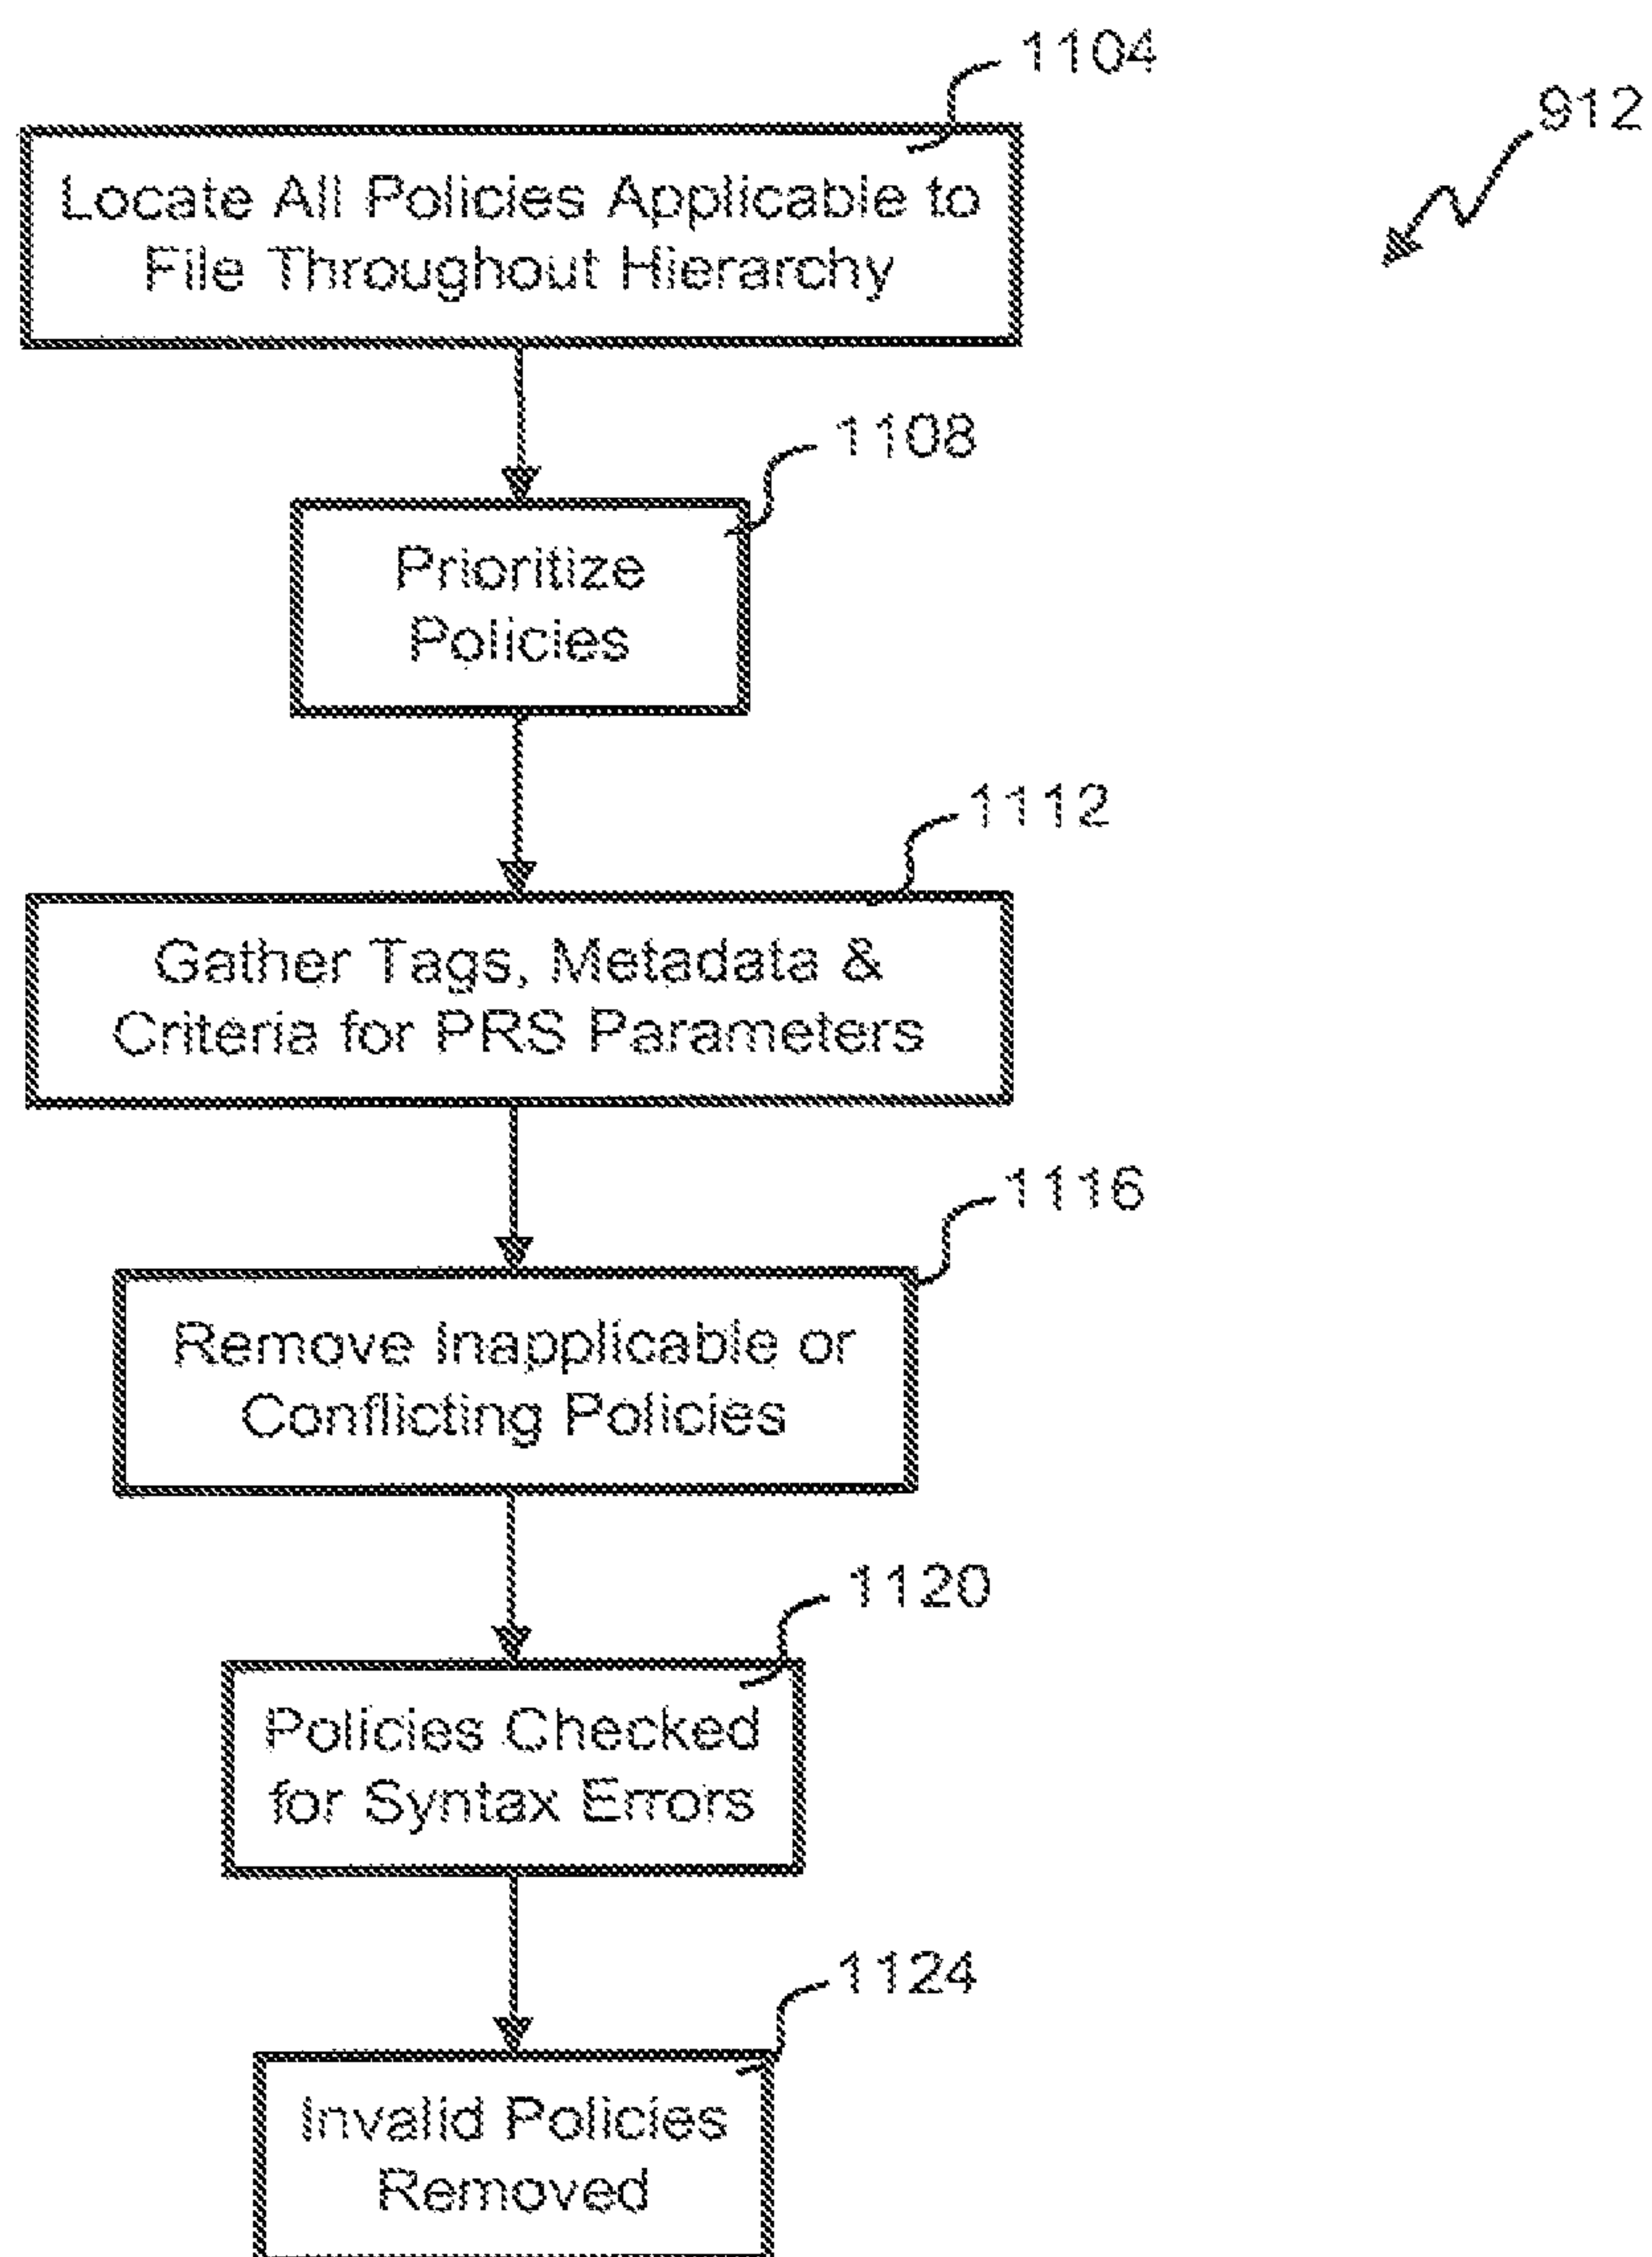 1104
912
Locate All Policies Applicable to
File Throughout Hierarchy
1108
Prioritize
Policies
1112
Gather Tags, Metadata &
Criteria for PRS Parameters
1116
Remove Inapplicable or
Conflicting Policies
1120
Policies Checked
for Syntax Errors
1124
Invalid Policies
Removed